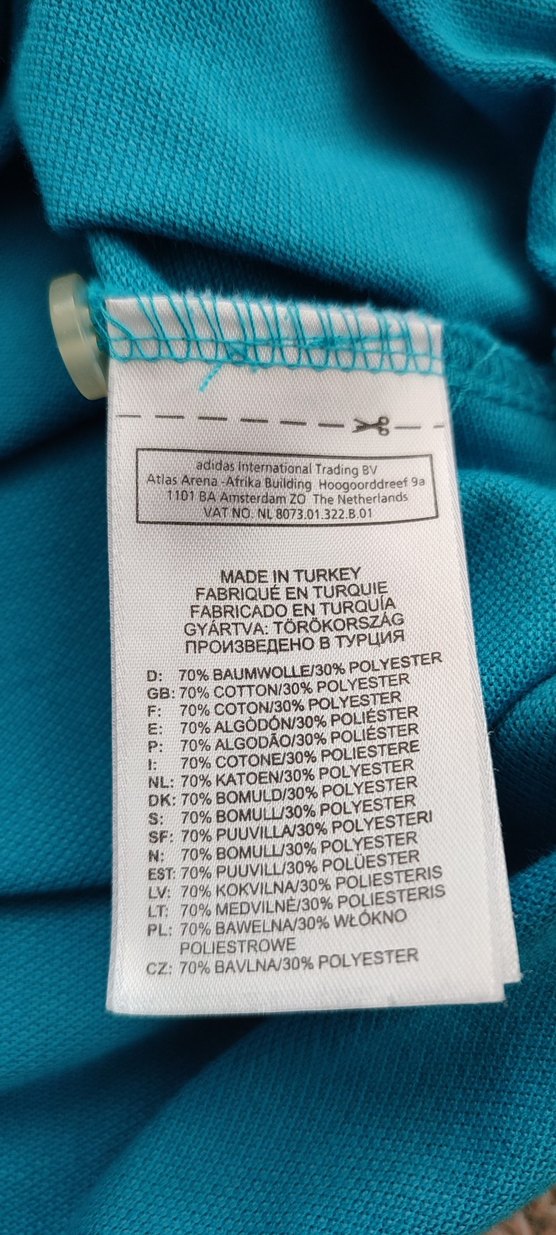 adidas International Trading BV
Atlas Arena -Afrika Building Hoogoorddreef 9a
1101 BA Amsterdam ZO The Netherlands
VAT NO. NL 8073.01.322.B.01
MADE IN TURKEY
FABRIQUÉ EN TURQUIE
FABRICADO EN TURQUÍA
GYÁRTVA: TÖRÖKORSZÁG
ПРОИЗВЕДЕНО В ТУРЦИЯ
D: 70% BAUMWOLLE/30% POLYESTER
GB: 70% COTTON/30% POLYESTER
F: 70% COTON/30% POLYESTER
E: 70% ALGODÓN/30% POLIÉSTER
P: 70% ALGODÃO/30% POLIÉSTER
I: 70% COTONE/30% POLIESTERE
NL: 70% KATOEN/30% POLYESTER
DK: 70% BOMULD/30% POLYESTER
S: 70% BOMULL/30% POLYESTER
SF: 70% PUUVILLA/30% POLYESTERI
N: 70% BOMULL/30% POLYESTER
EST: 70% PUUVILL/30% POLÜESTER
LV: 70% KOKVILNA/30% POLIESTERIS
LT: 70% MEDVILNĖ/30% POLIESTERIS
PL: 70% BAWEŁNA/30% WŁÓKNO
POLIESTROWE
CZ: 70% BAVLNA/30% POLYESTER